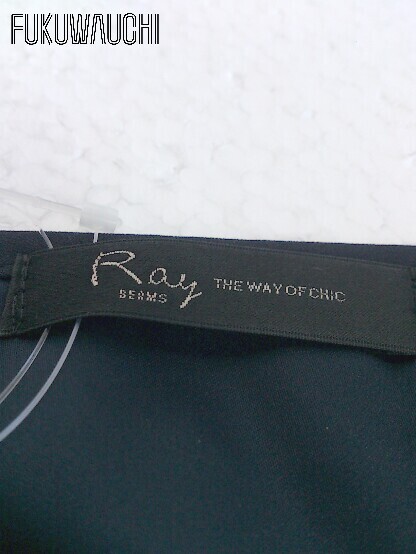 FUKUWAUCHI
Ray THE WAY OF CHIC
BEAMS